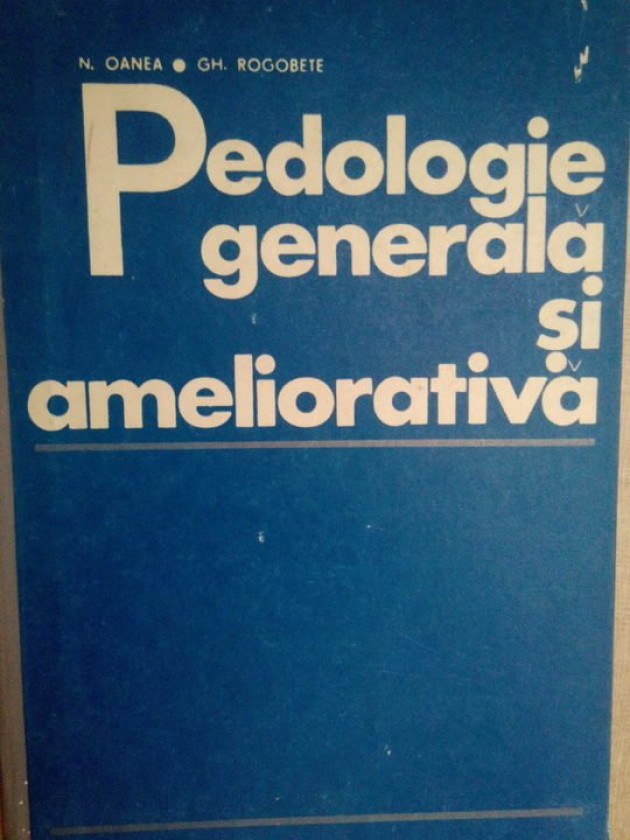 N. OANEA ● GH. ROGOBETE
Pedologie
generală
și
ameliorativă